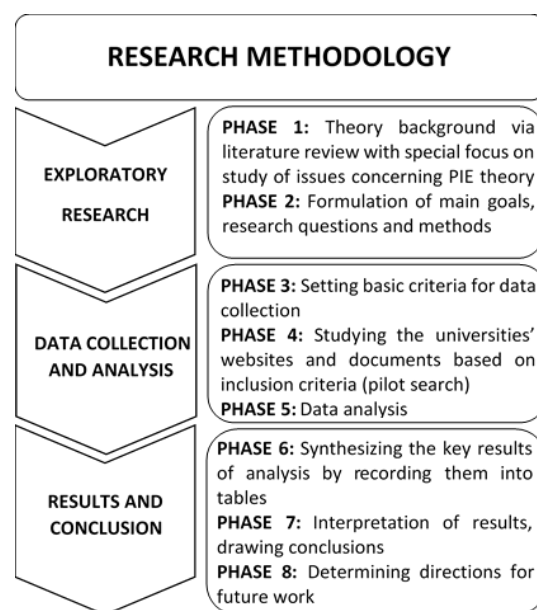 RESEARCH METHODOLOGY
EXPLORATORY
RESEARCH
PHASE 1: Theory background via
literature review with special focus on
study of issues concerning PIE theory
PHASE 2: Formulation of main goals,
research questions and methods
DATA COLLECTION
AND ANALYSIS
PHASE 3: Setting basic criteria for data
collection
PHASE 4: Studying the universities’
websites and documents based on
inclusion criteria (pilot search)
PHASE 5: Data analysis
RESULTS AND
CONCLUSION
PHASE 6: Synthesizing the key results
of analysis by recording them into
tables
PHASE 7: Interpretation of results,
drawing conclusions
PHASE 8: Determining directions for
future work